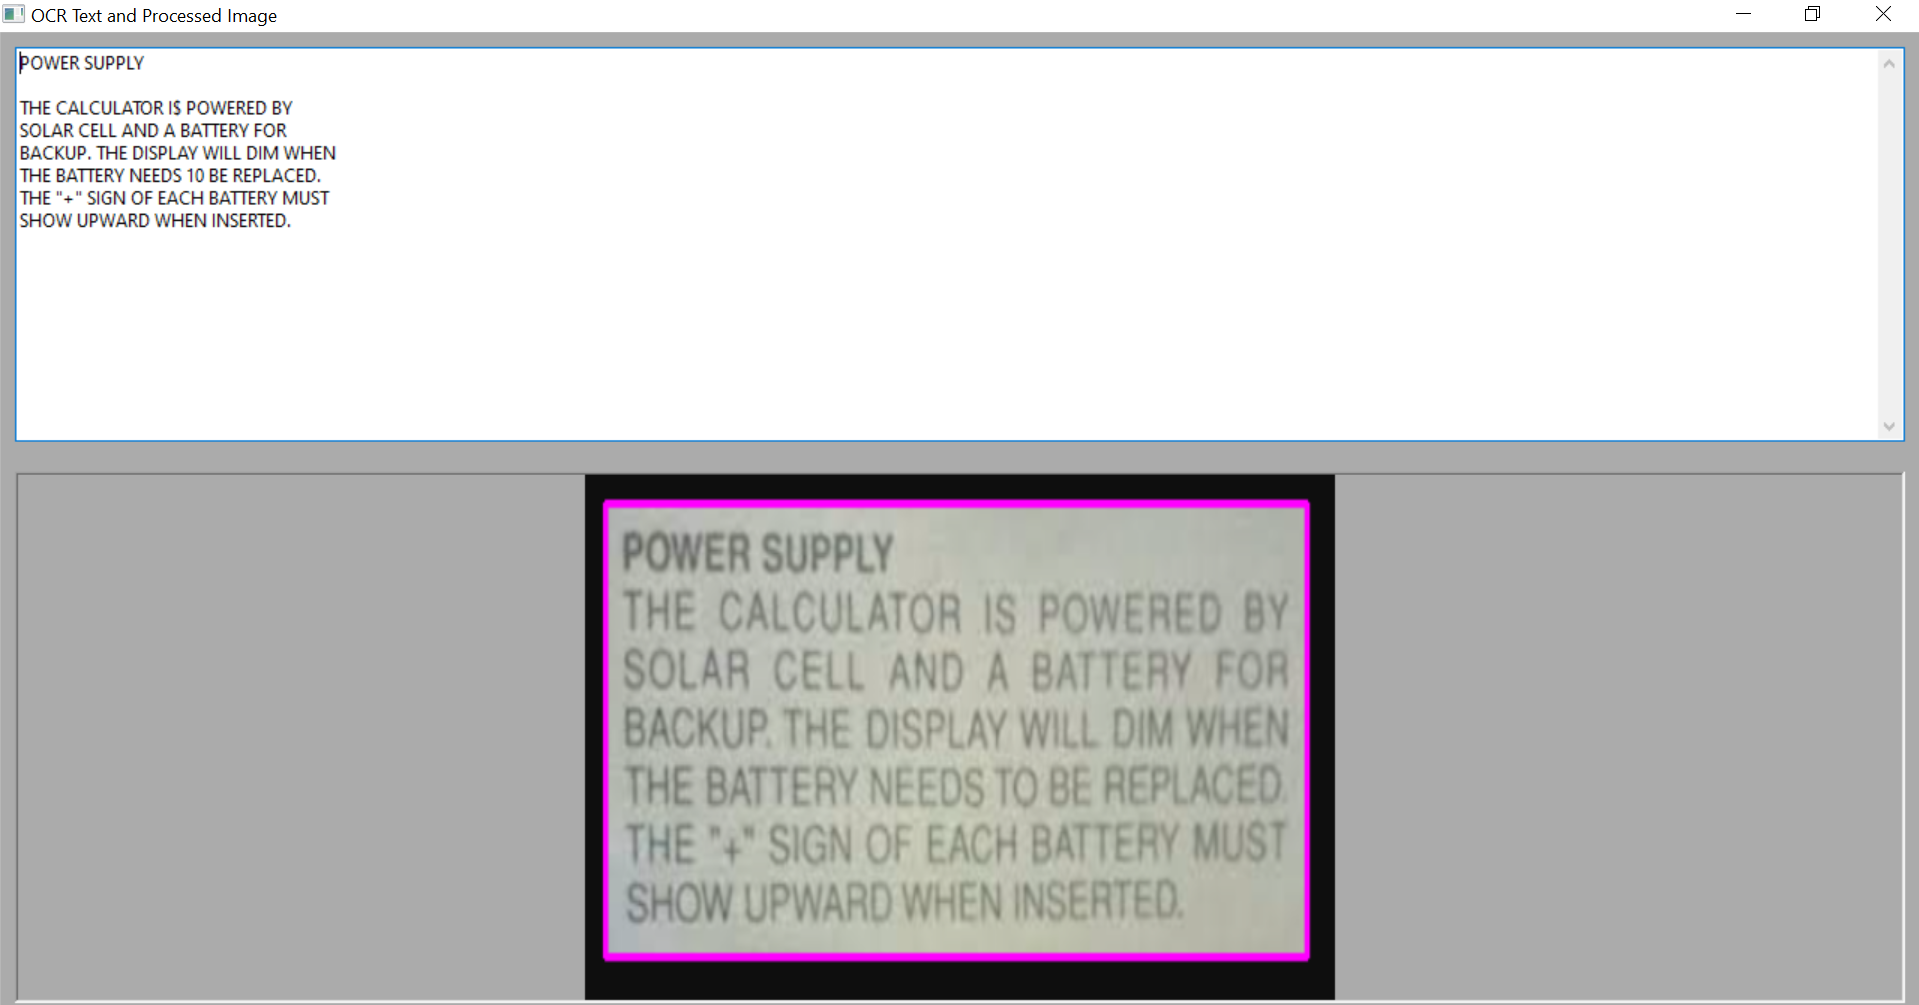 OCR Text and Processed Image
POWER SUPPLY
THE CALCULATOR I$ POWERED BY
SOLAR CELL AND A BATTERY FOR
BACKUP. THE DISPLAY WILL DIM WHEN
THE BATTERY NEEDS 10 BE REPLACED.
THE "+" SIGN OF EACH BATTERY MUST
SHOW UPWARD WHEN INSERTED.
POWER SUPPLY
THE CALCULATOR IS POWERED BY
SOLAR CELL AND A BATTERY FOR
BACKUP. THE DISPLAY WILL DIM WHEN
THE BATTERY NEEDS TO BE REPLACED.
THE "+" SIGN OF EACH BATTERY MUST
SHOW UPWARD WHEN INSERTED.